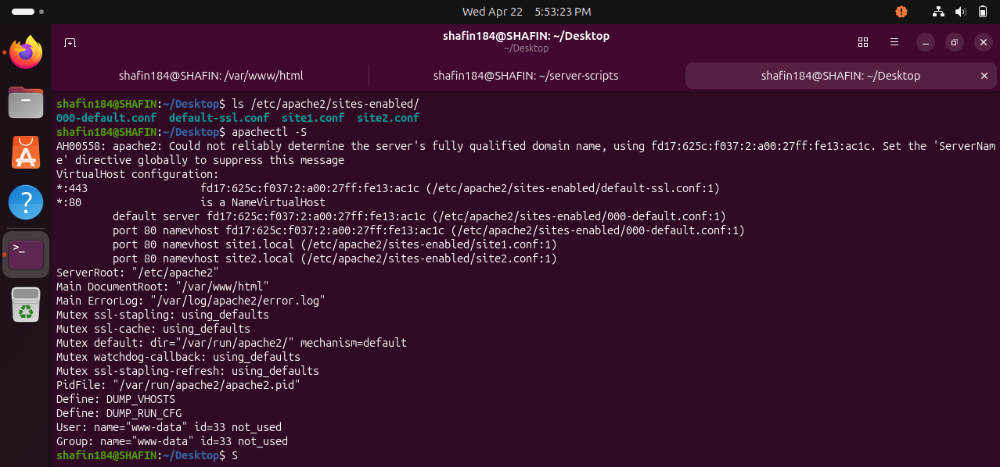 Wed Apr 22 5:53:23 PM
shafin184@SHAFIN: ~/Desktop
~/Desktop
shafin184@SHAFIN: /var/www/html
shafin184@SHAFIN: ~/server-scripts
shafin184@SHAFIN: ~/Desktop
shafin184@SHAFIN:~/Desktop$ ls /etc/apache2/sites-enabled/
000-default.conf  default-ssl.conf  site1.conf  site2.conf
shafin184@SHAFIN:~/Desktop$ apachectl -S
AH00558: apache2: Could not reliably determine the server's fully qualified domain name, using fd17:625c:f037:2:a00:27ff:fe13:ac1c. Set the 'ServerNam
e' directive globally to suppress this message
VirtualHost configuration:
*:443                  fd17:625c:f037:2:a00:27ff:fe13:ac1c (/etc/apache2/sites-enabled/default-ssl.conf:1)
*:80                   is a NameVirtualHost
         default server fd17:625c:f037:2:a00:27ff:fe13:ac1c (/etc/apache2/sites-enabled/000-default.conf:1)
         port 80 namevhost fd17:625c:f037:2:a00:27ff:fe13:ac1c (/etc/apache2/sites-enabled/000-default.conf:1)
         port 80 namevhost site1.local (/etc/apache2/sites-enabled/site1.conf:1)
         port 80 namevhost site2.local (/etc/apache2/sites-enabled/site2.conf:1)
ServerRoot: "/etc/apache2"
Main DocumentRoot: "/var/www/html"
Main ErrorLog: "/var/log/apache2/error.log"
Mutex ssl-stapling: using_defaults
Mutex ssl-cache: using_defaults
Mutex default: dir="/var/run/apache2/" mechanism=default
Mutex watchdog-callback: using_defaults
Mutex ssl-stapling-refresh: using_defaults
PidFile: "/var/run/apache2/apache2.pid"
Define: DUMP_VHOSTS
Define: DUMP_RUN_CFG
User: name="www-data" id=33 not_used
Group: name="www-data" id=33 not_used
shafin184@SHAFIN:~/Desktop$ S